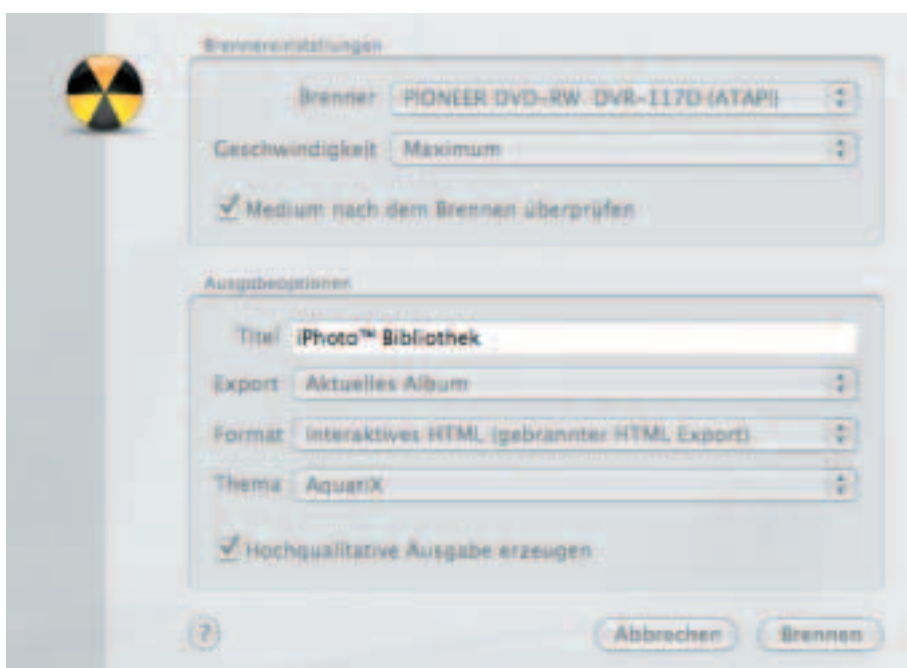 Brennereinstellungen
Brenner PIONEER DVD-RW DVR-117D (ATAPI)
Geschwindigkeit Maximum
Medium nach dem Brennen überprüfen
Ausgabeoptionen
Titel iPhoto™ Bibliothek
Export Aktuelles Album
Format Interaktives HTML (gebrannter HTML Export)
Thema AquatiX
Hochqualitative Ausgabe erzeugen
? Abbrechen Brennen